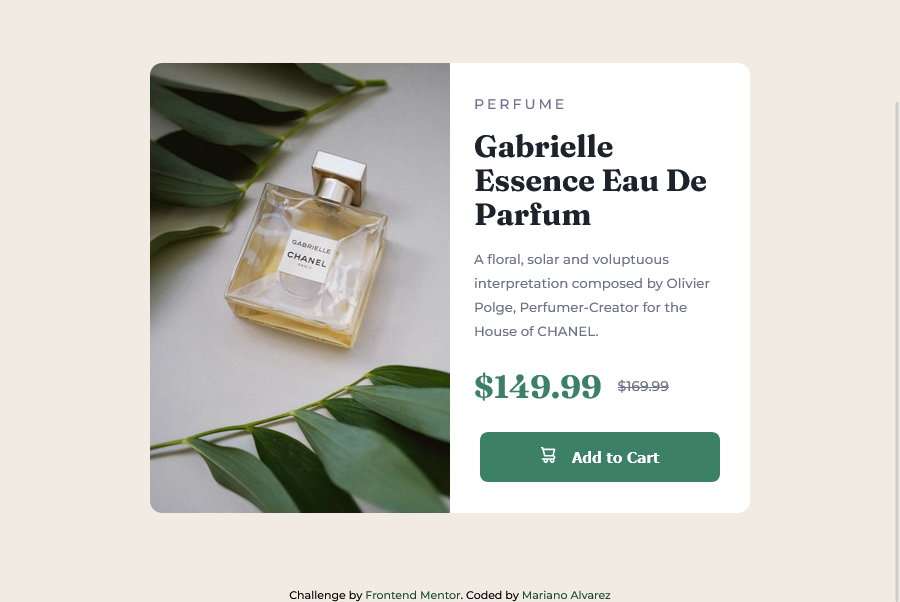 GABRIELLE
CHANEL
PARIS
PERFUME
Gabrielle
Essence Eau De
Parfum
A floral, solar and voluptuous
interpretation composed by Olivier
Polge, Perfumer-Creator for the
House of CHANEL.
$149.99 $169.99
Add to Cart
Challenge by Frontend Mentor. Coded by Mariano Alvarez